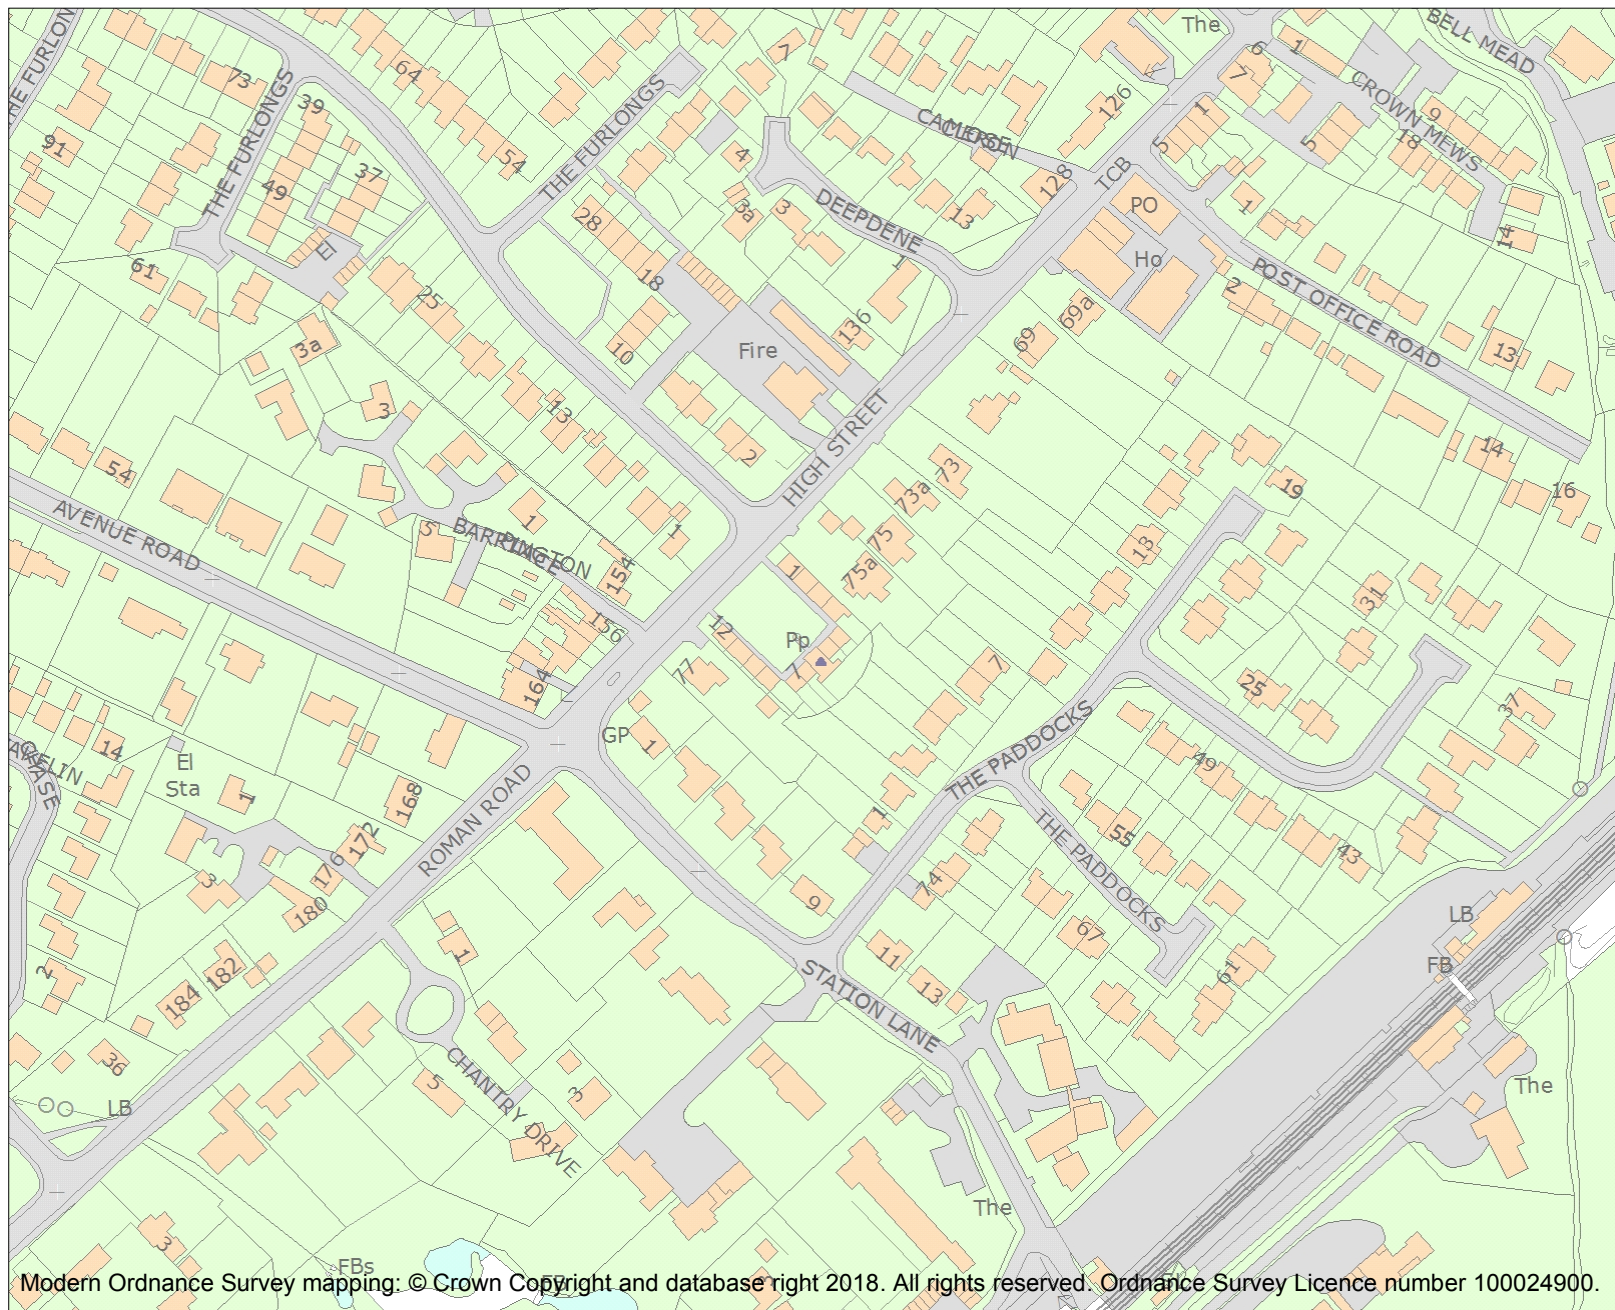 THE FURLON
73
64
THE FURLONGS
39
91
49
37
54
THE FURLONGS
7
CAMERON
CLOSE
126
The
6
1
7
BELL MEAD
CROWN MEWS
9
18
5
1
5
TCB
128
4
3a
3
DEEPDENE
13
1
28
18
10
El
61
25
3a
3
13
Fire
136
PO
Ho
1
14
2
POST OFFICE ROAD
13
14
16
69a
69
HIGH STREET
2
73
73a
75
75a
54
AVENUE ROAD
5
BARRINGTON
PLACE
1
1
154
156
164
1
12
Pp
7
77
GP
1
13
19
31
7
25
37
THE PADDOCKS
49
43
55
THE PADDOCKS
1
74
67
61
9
11
13
STATION LANE
14
CHASE
El
Sta
1
168
172
176
180
3
ROMAN ROAD
182
184
2
36
LB
1
5
3
CHANTRY DRIVE
3
LB
FB
The
The
FBs
Modern Ordnance Survey mapping: © Crown Copyright and database right 2018. All rights reserved. Ordnance Survey Licence number 100024900.